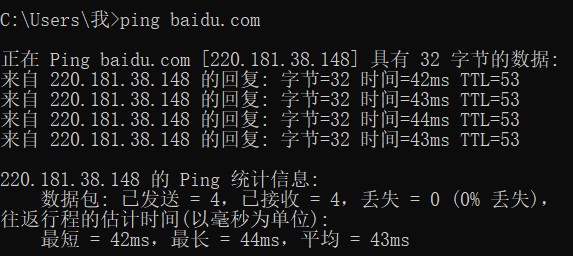 C:\Users\我>ping baidu.com
正在 Ping baidu.com [220.181.38.148] 具有 32 字节的数据:
来自 220.181.38.148 的回复: 字节=32 时间=42ms TTL=53
来自 220.181.38.148 的回复: 字节=32 时间=43ms TTL=53
来自 220.181.38.148 的回复: 字节=32 时间=44ms TTL=53
来自 220.181.38.148 的回复: 字节=32 时间=43ms TTL=53
220.181.38.148 的 Ping 统计信息:
数据包: 已发送 = 4，已接收 = 4，丢失 = 0 (0% 丢失)，
往返行程的估计时间(以毫秒为单位):
最短 = 42ms，最长 = 44ms，平均 = 43ms